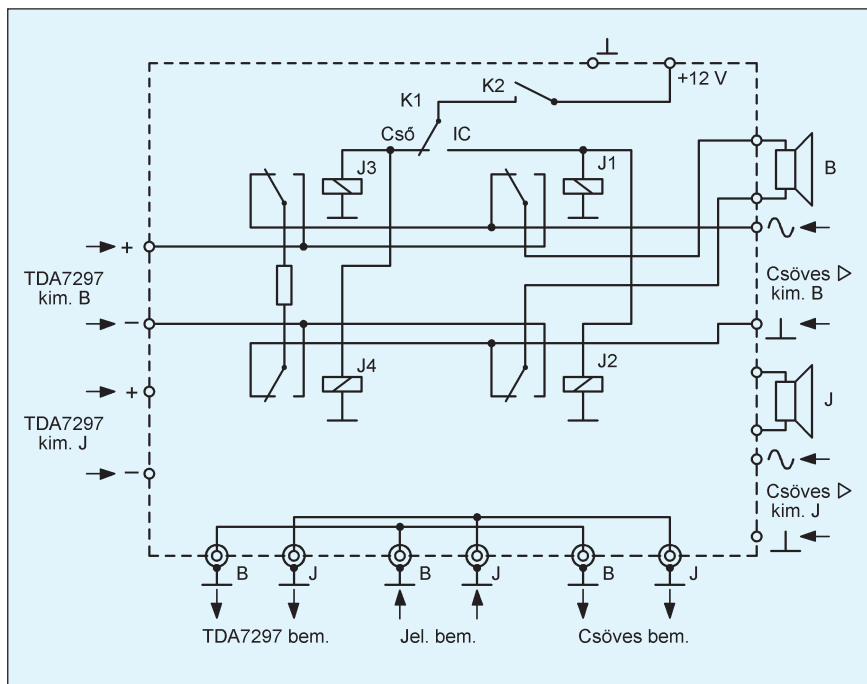 +12 V
K2
K1
Cső IC
J3 J1
B
+
TDA7297
kim. B
−
Csöves
kim. B
J4 J2
+
TDA7297
kim. J
−
J
Csöves
kim. J
B J B J B J
TDA7297 bem. Jel. bem. Csöves bem.